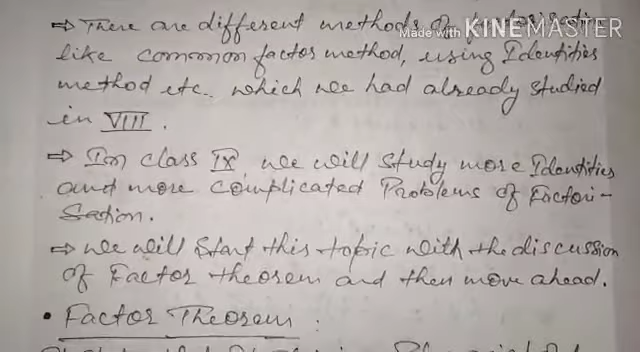 ⇒ There are different methods of
Made with KINEMASTER
like common factor method, using Identities
method etc. which we had already studied
in VIII.
⇒ In class IX we will study more Identities
and more complicated Problems of Factori-
sation.
⇒ we will start this topic with the discussion
of Factor theorem and then move ahead.
• Factor Theorem :